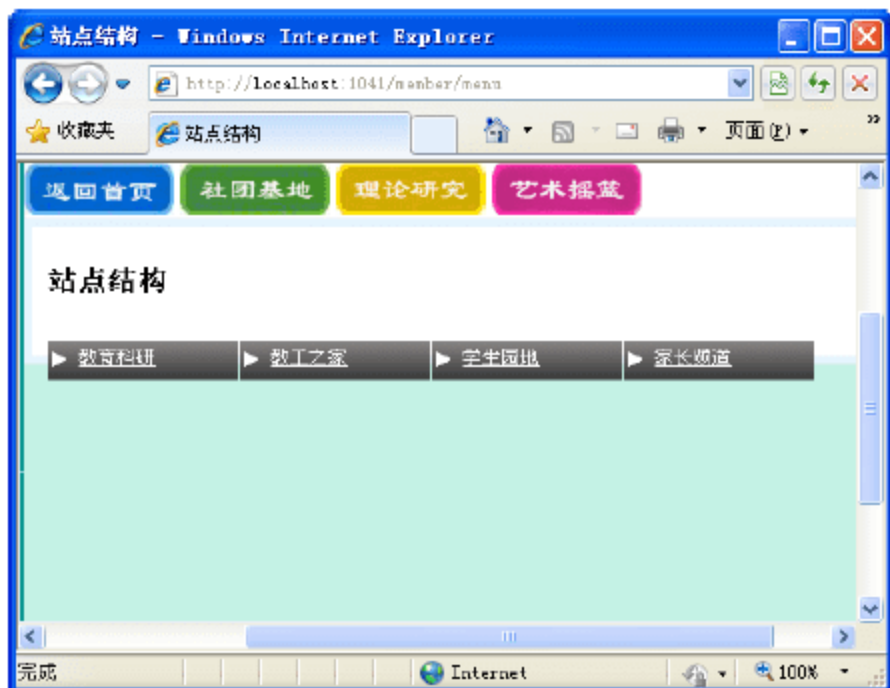 站点结构 - Windows Internet Explorer
http://localhost:1041/member/menu
收藏夹 站点结构 页面(P) »
返回首页 社团基地 理论研究 艺术摇篮
站点结构
教育科研 教工之家 学生园地 家长频道
完成 Internet 100%